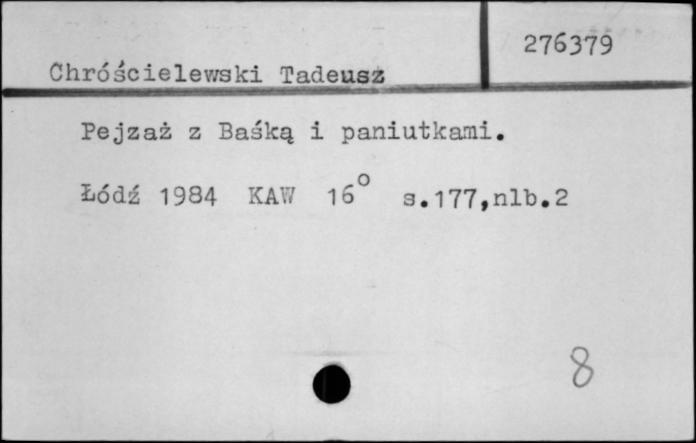 276379
Chróścielewski Tadeusz
Pejzaż z Baśką i paniutkami.
Łódź 1984 KAW 16° s.177,nlb.2
8